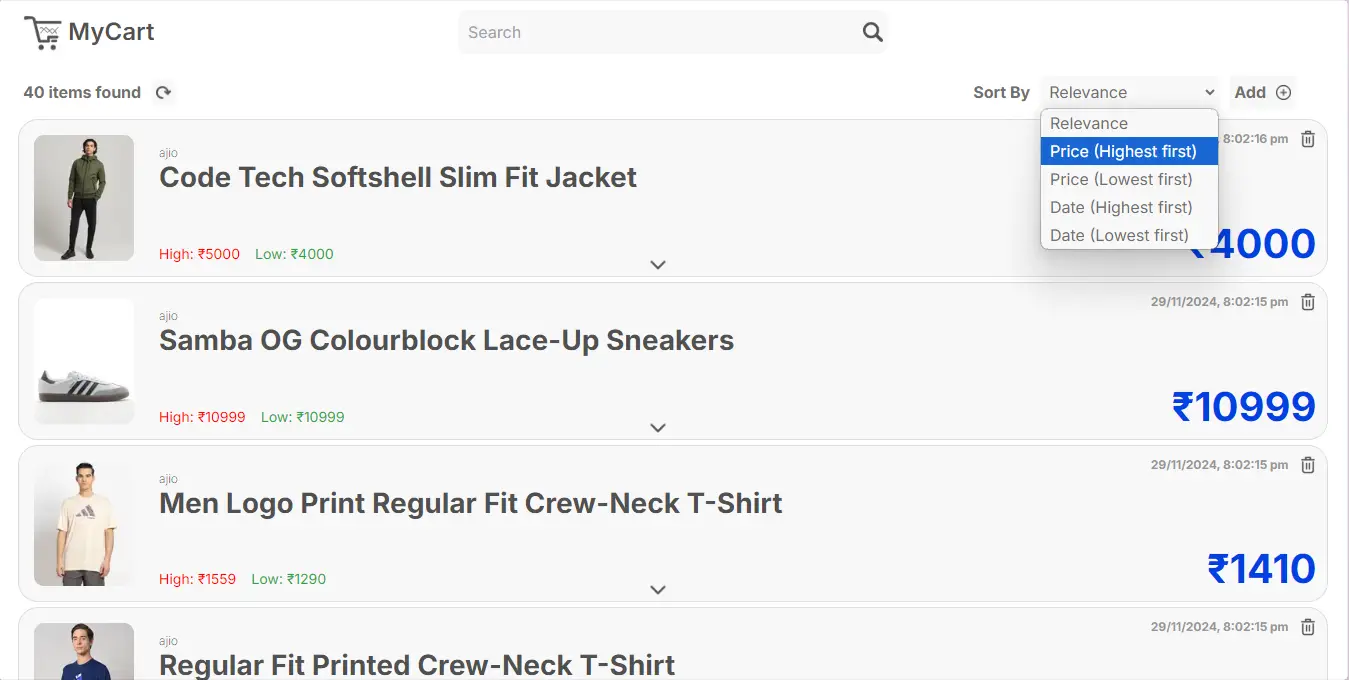 MyCart
Search
40 items found
Sort By
Relevance
Add
Relevance
Price (Highest first)
Price (Lowest first)
Date (Highest first)
Date (Lowest first)
ajio
8:02:16 pm
Code Tech Softshell Slim Fit Jacket
High: ₹5000 Low: ₹4000
₹4000
ajio
29/11/2024, 8:02:15 pm
Samba OG Colourblock Lace-Up Sneakers
High: ₹10999 Low: ₹10999
₹10999
ajio
29/11/2024, 8:02:15 pm
Men Logo Print Regular Fit Crew-Neck T-Shirt
High: ₹1559 Low: ₹1290
₹1410
ajio
29/11/2024, 8:02:15 pm
Regular Fit Printed Crew-Neck T-Shirt